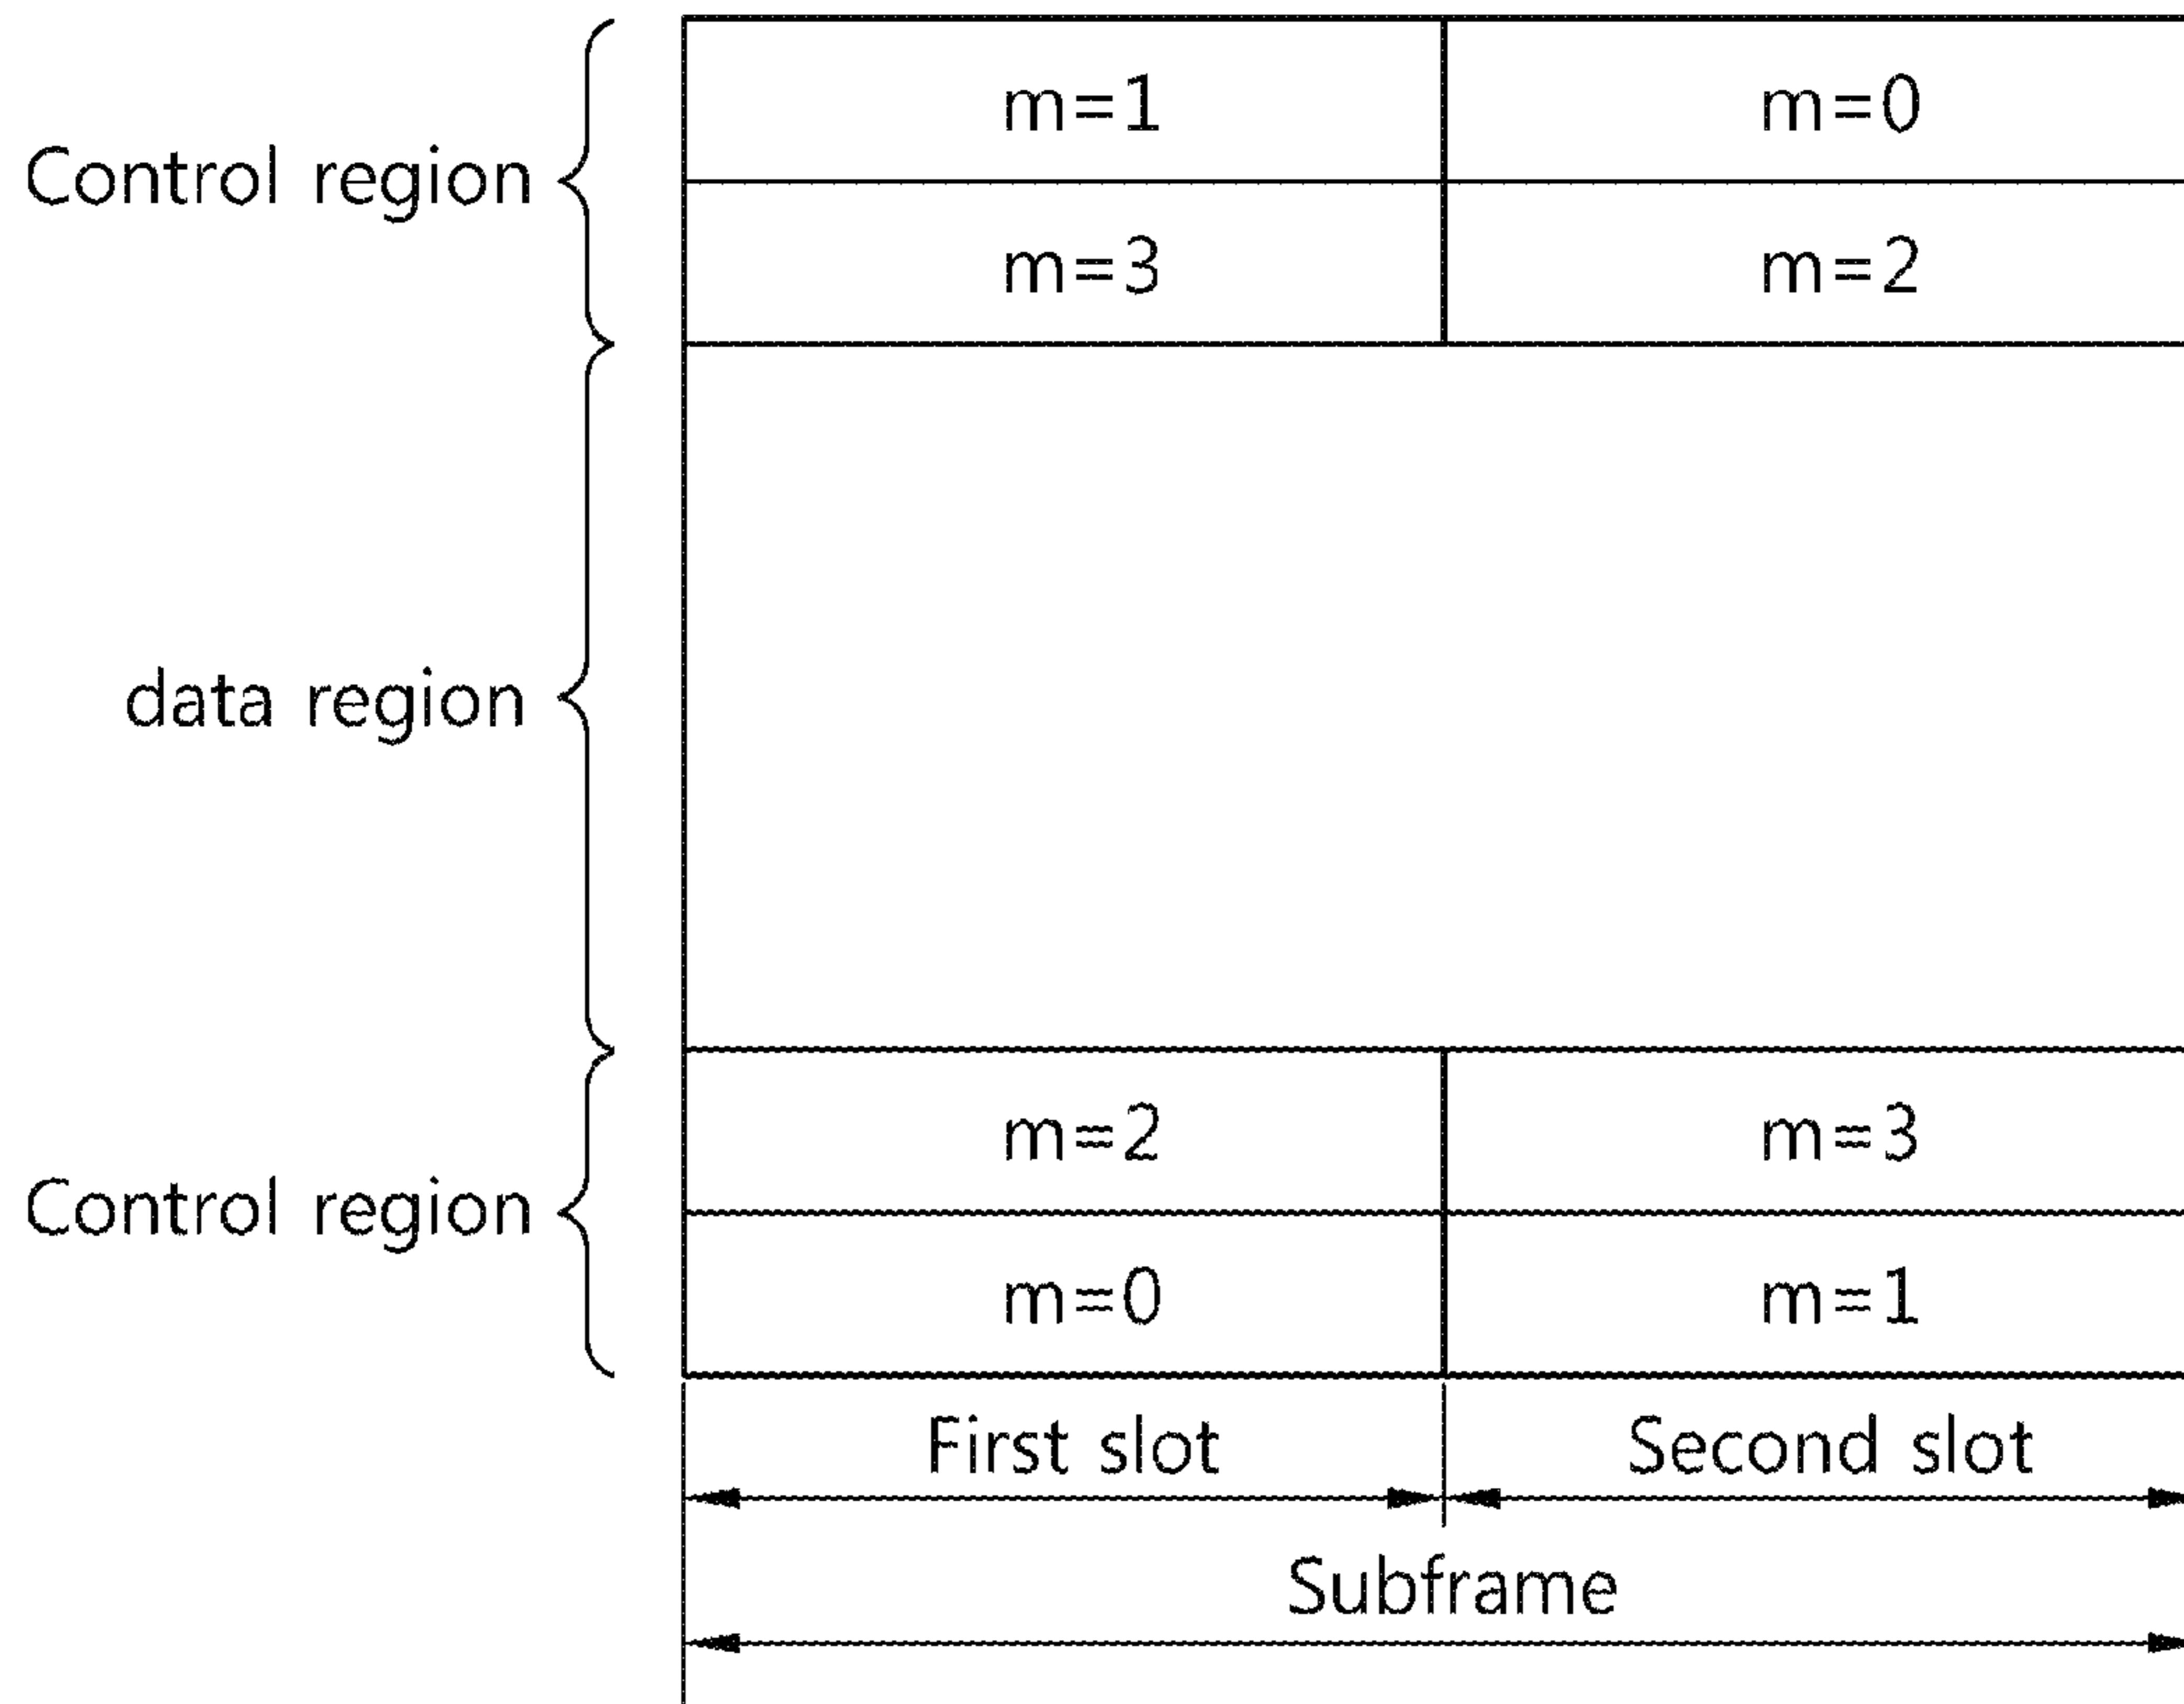 m=1 m=0
Control region
m=3 m=2
data region
m=2 m=3
Control region
m=0 m=1
First slot Second slot
Subframe